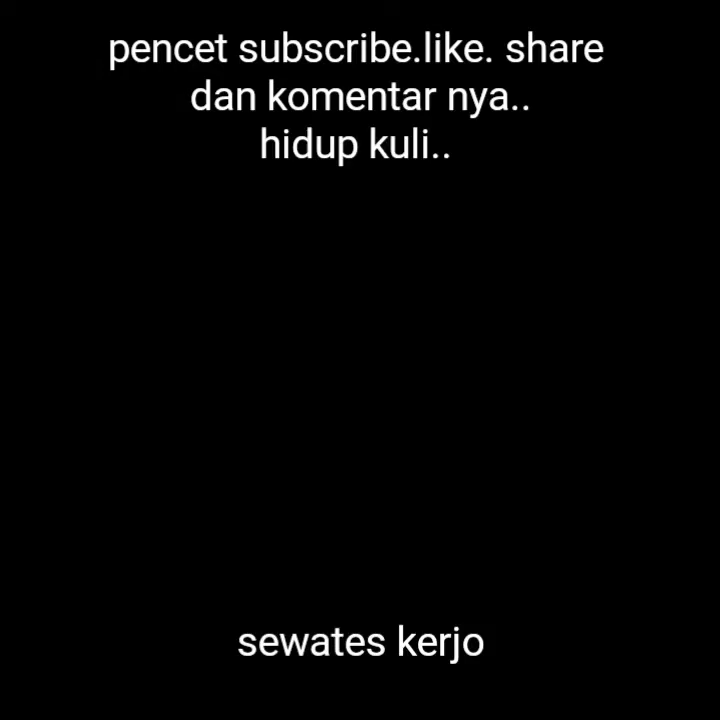 pencet subscribe.like. share
dan komentar nya..
hidup kuli..
sewates kerjo